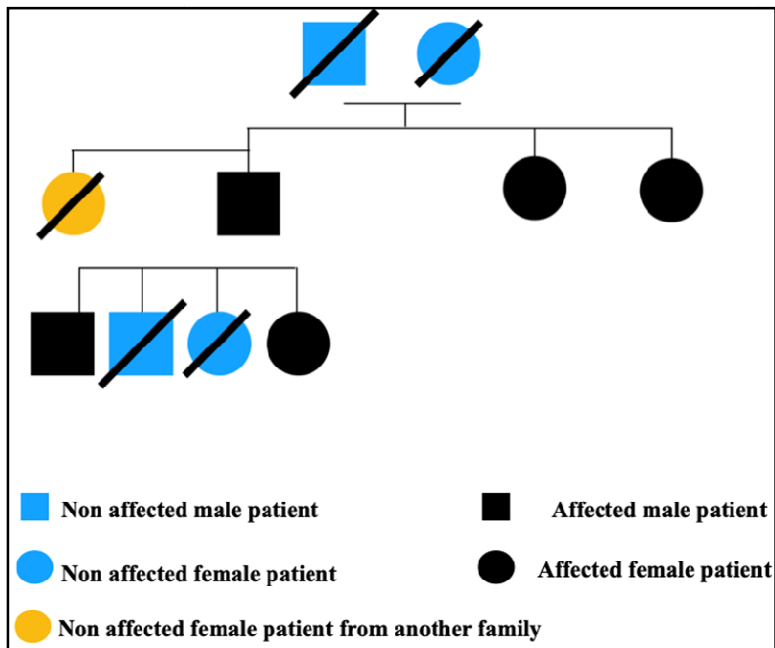 Non affected male patient
Affected male patient
Non affected female patient
Affected female patient
Non affected female patient from another family